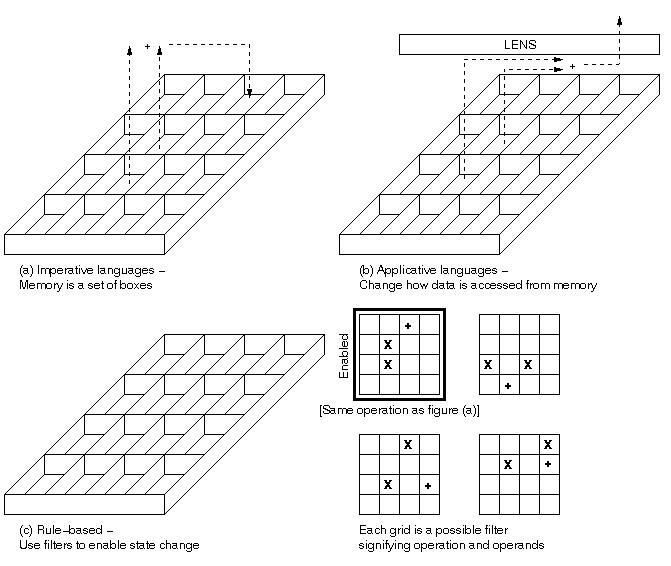 +
LENS
+
(a) Imperative languages –
Memory is a set of boxes
(b) Applicative languages –
Change how data is accessed from memory
Enabled
+
X
X
X X
+
[Same operation as figure (a)]
X
X +
X
X +
(c) Rule–based –
Use filters to enable state change
Each grid is a possible filter
signifying operation and operands